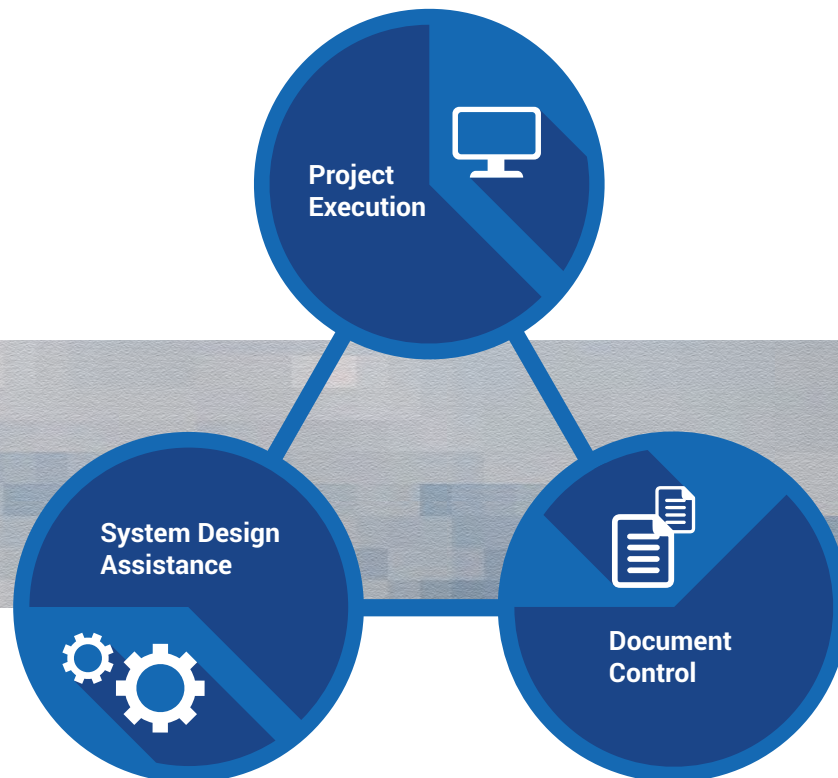 Project
Execution
System Design
Assistance
Document
Control